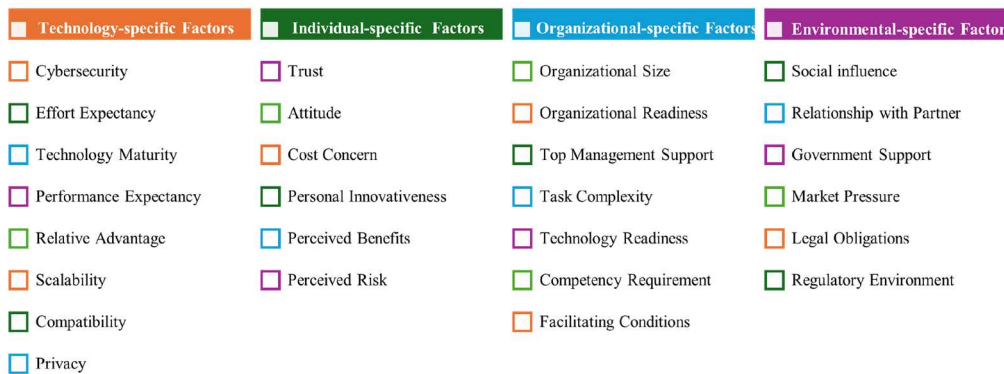 Technology-specific Factors
Cybersecurity
Effort Expectancy
Technology Maturity
Performance Expectancy
Relative Advantage
Scalability
Compatibility
Privacy
Individual-specific Factors
Trust
Attitude
Cost Concern
Personal Innovativeness
Perceived Benefits
Perceived Risk
Organizational-specific Factors
Organizational Size
Organizational Readiness
Top Management Support
Task Complexity
Technology Readiness
Competency Requirement
Facilitating Conditions
Environmental-specific Factor
Social influence
Relationship with Partner
Government Support
Market Pressure
Legal Obligations
Regulatory Environment